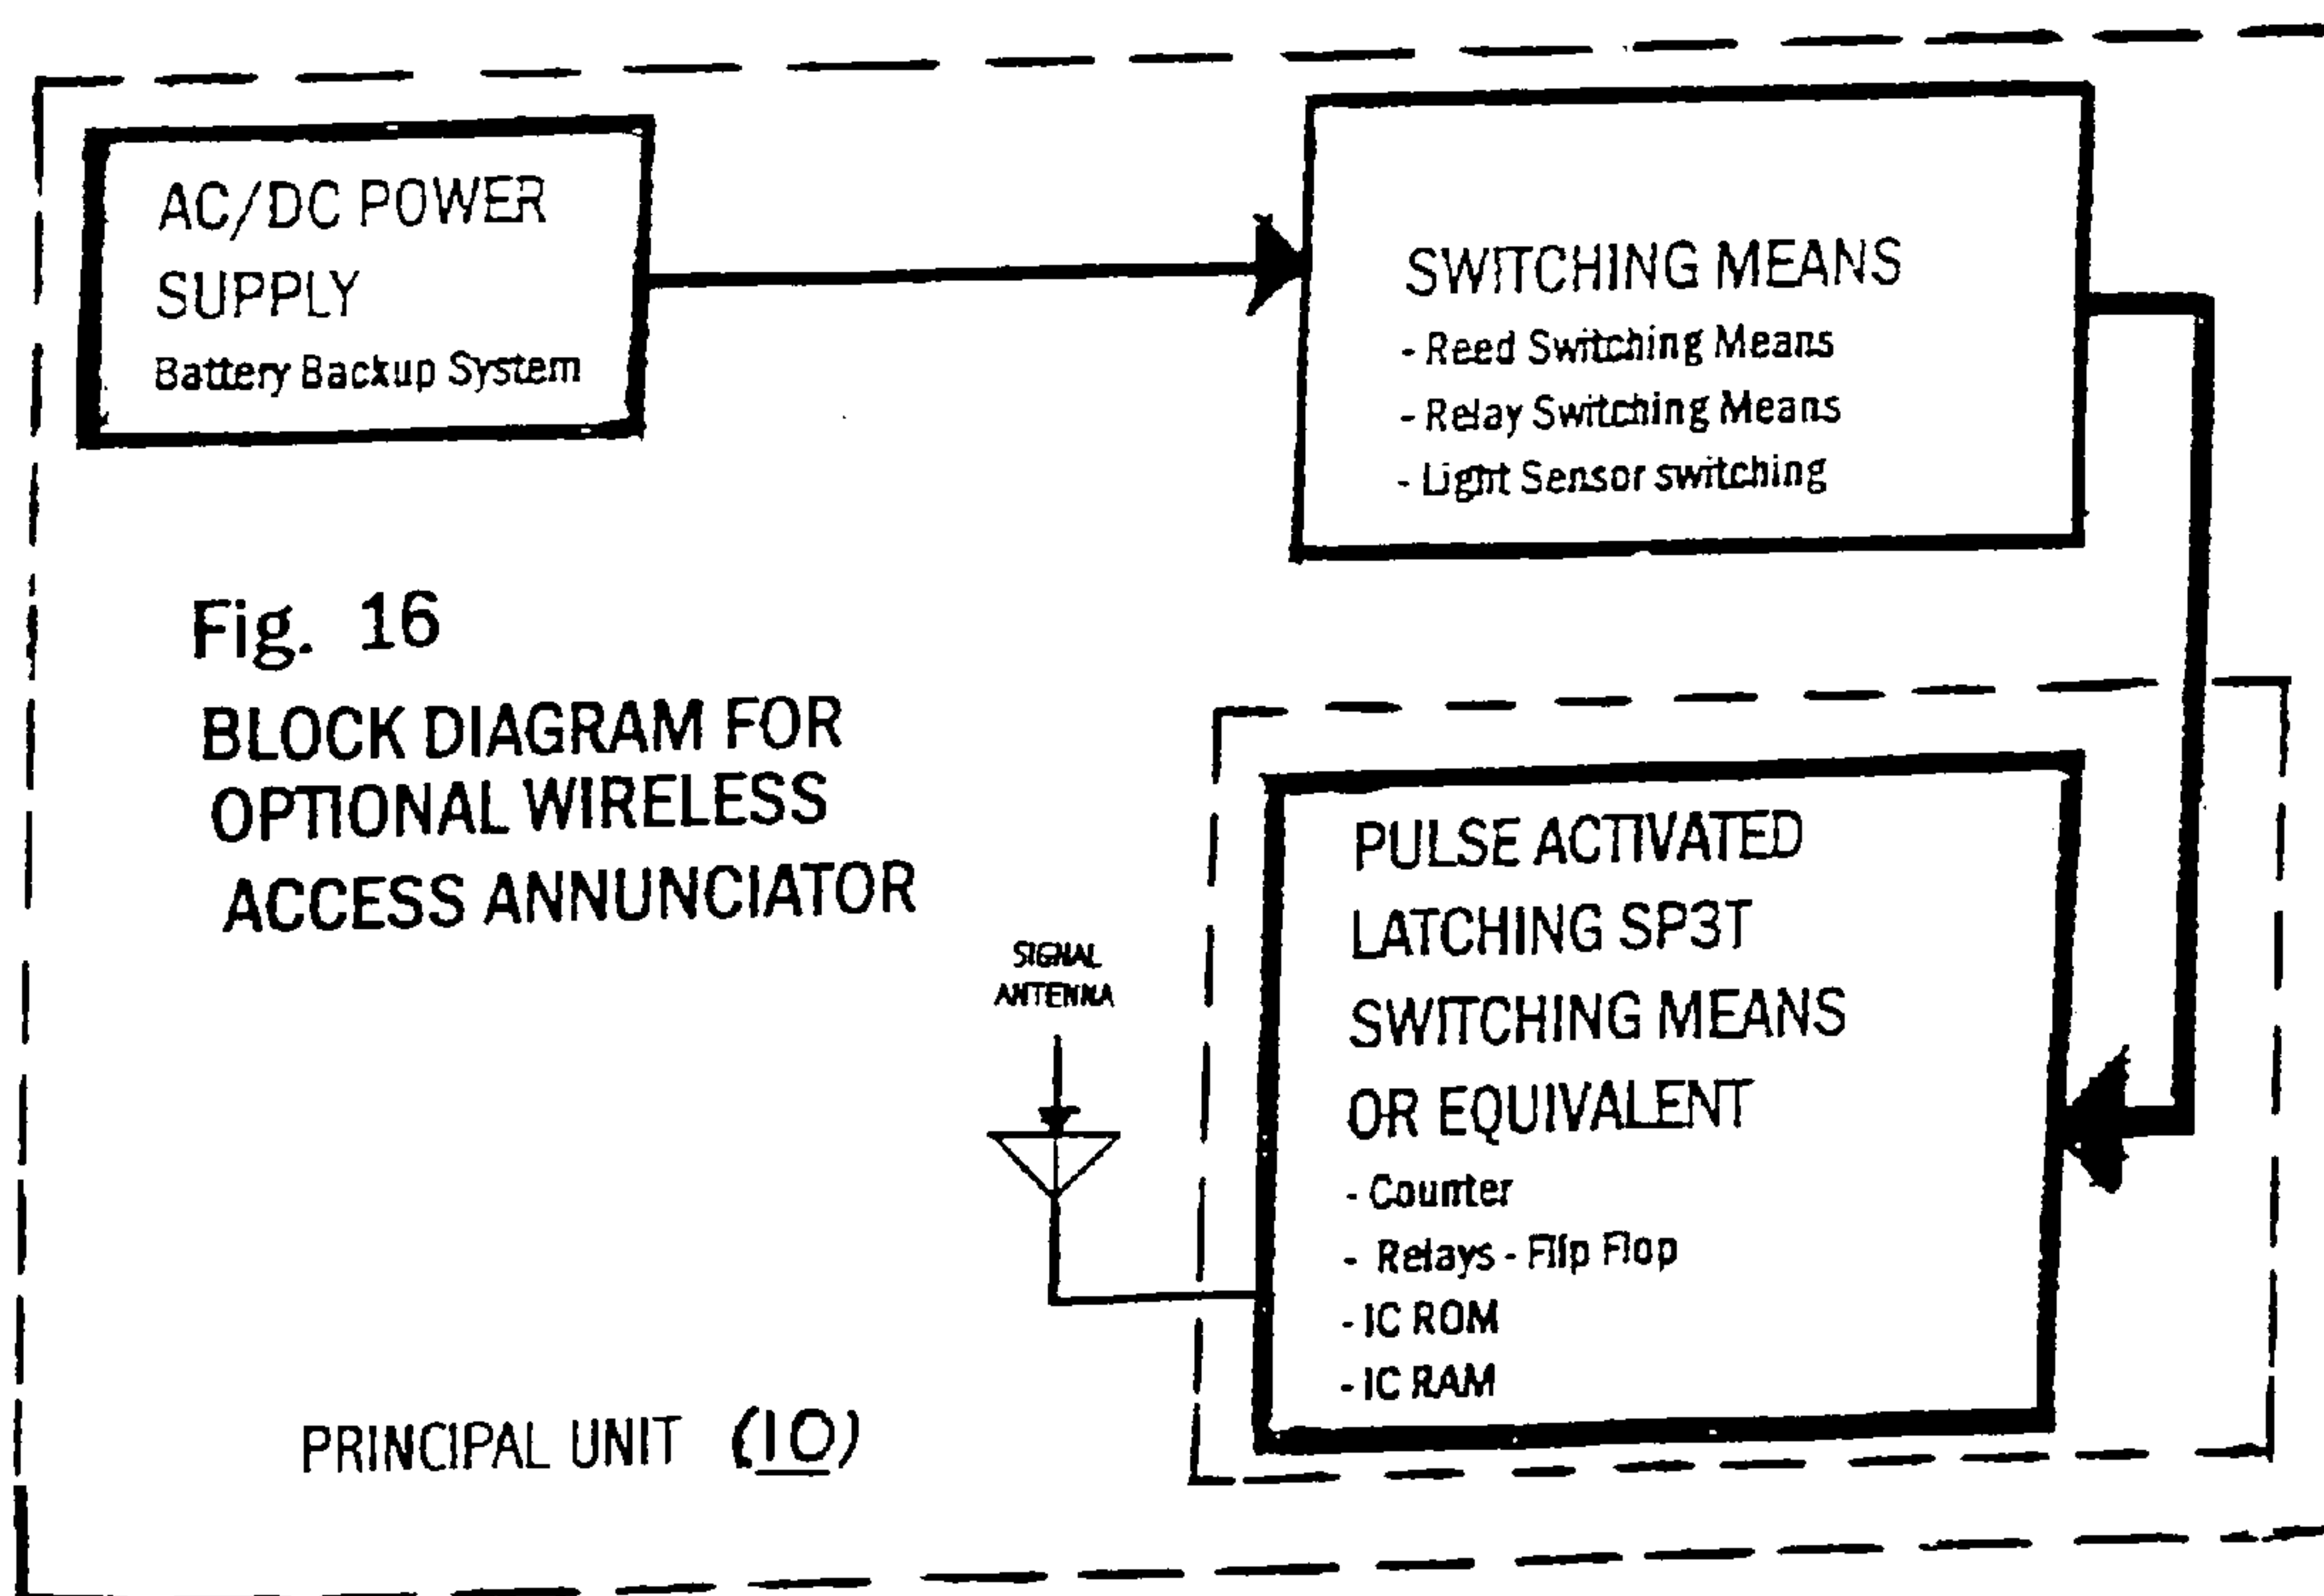 AC/DC POWER
SUPPLY
Battery Backup System
SWITCHING MEANS
- Reed Switching Means
- Relay Switching Means
- Light Sensor switching
Fig. 16
BLOCK DIAGRAM FOR
OPTIONAL WIRELESS
ACCESS ANNUNCIATOR
SIGNAL
ANTENNA
PULSE ACTIVATED
LATCHING SP3T
SWITCHING MEANS
OR EQUIVALENT
- Counter
- Relays - Flip Flop
- IC ROM
- IC RAM
PRINCIPAL UNIT (10)